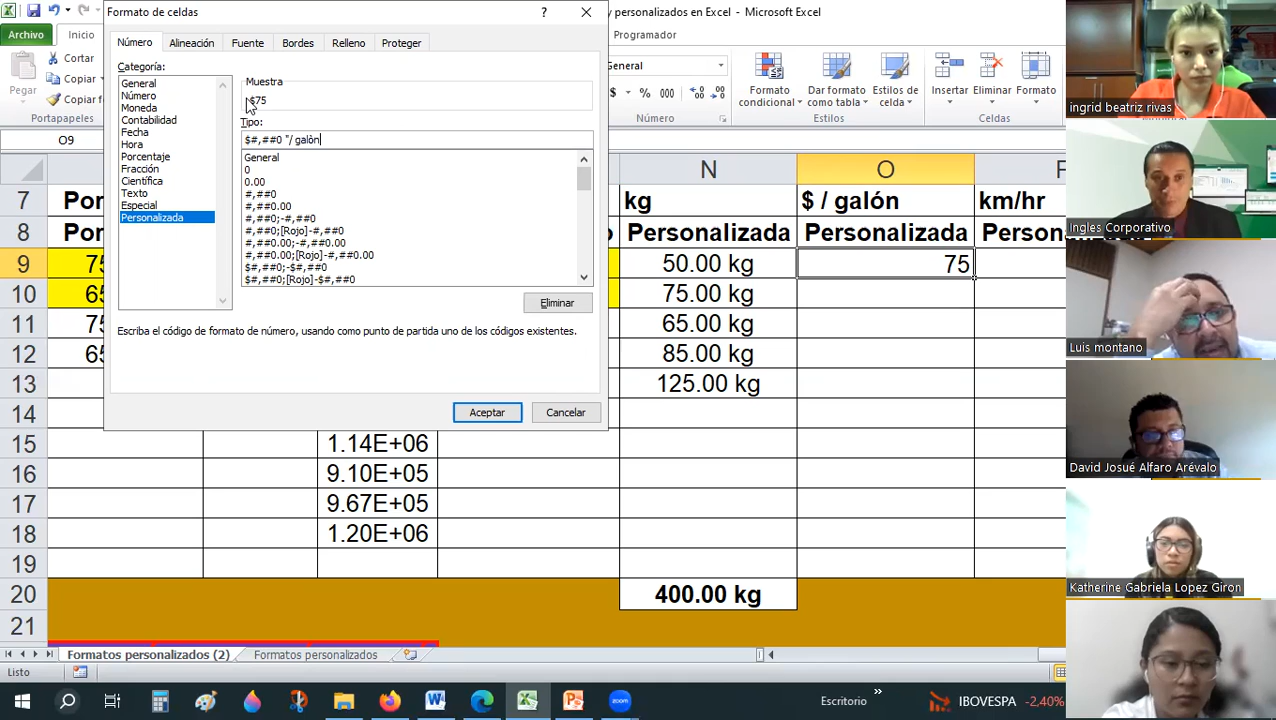 Formato de celdas
?
y personalizados en Excel - Microsoft Excel
Archivo
Inicio
Programador
Número
Alineación
Fuente
Bordes
Relleno
Proteger
Pegar
Cortar
Copiar
Copiar
Portapapeles
Categoría:
General
Número
Moneda
Contabilidad
Fecha
Hora
Porcentaje
Fracción
Científica
Texto
Especial
Personalizada
Muestra
$75
Tipo:
$#,##0 "/ galòn
General
0
0.00
#,##0
#,##0.00
#,##0;-#,##0
#,##0;[Rojo]-#,##0
#,##0.00;-#,##0.00
#,##0.00;[Rojo]-#,##0.00
$#,##0;-$#,##0
$#,##0;[Rojo]-$#,##0
Eliminar
Escriba el código de formato de número, usando como punto de partida uno de los códigos existentes.
Aceptar
Cancelar
General
$ % 000
Número
Formato condicional
Dar formato como tabla
Estilos de celda
Estilos
Insertar
Eliminar
Formato
Celdas
O9
N O
7 Por kg $ / galón km/hr
8 Por Personalizada Personalizada
9 75 50.00 kg 75
10 65 75.00 kg
11 75 65.00 kg
12 65 85.00 kg
13 125.00 kg
14
15 1.14E+06
16 9.10E+05
17 9.67E+05
18 1.20E+06
19
20 400.00 kg
21
Formatos personalizados (2)
Formatos personalizados
Listo
Escritorio
»
IBOVESPA
-2,40%
ingrid beatriz rivas
Ingles Corporativo
Luis montano
David Josué Alfaro Arévalo
Katherine Gabriela Lopez Giron